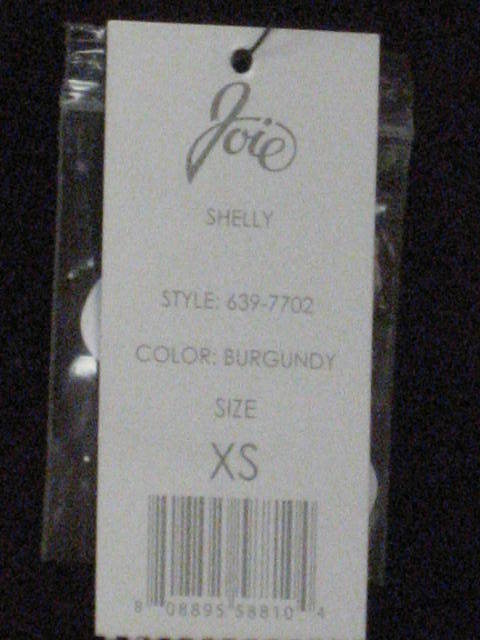 Joie
SHELLY
STYLE: 639-7702
COLOR: BURGUNDY
SIZE
XS
8 08895 58810 4